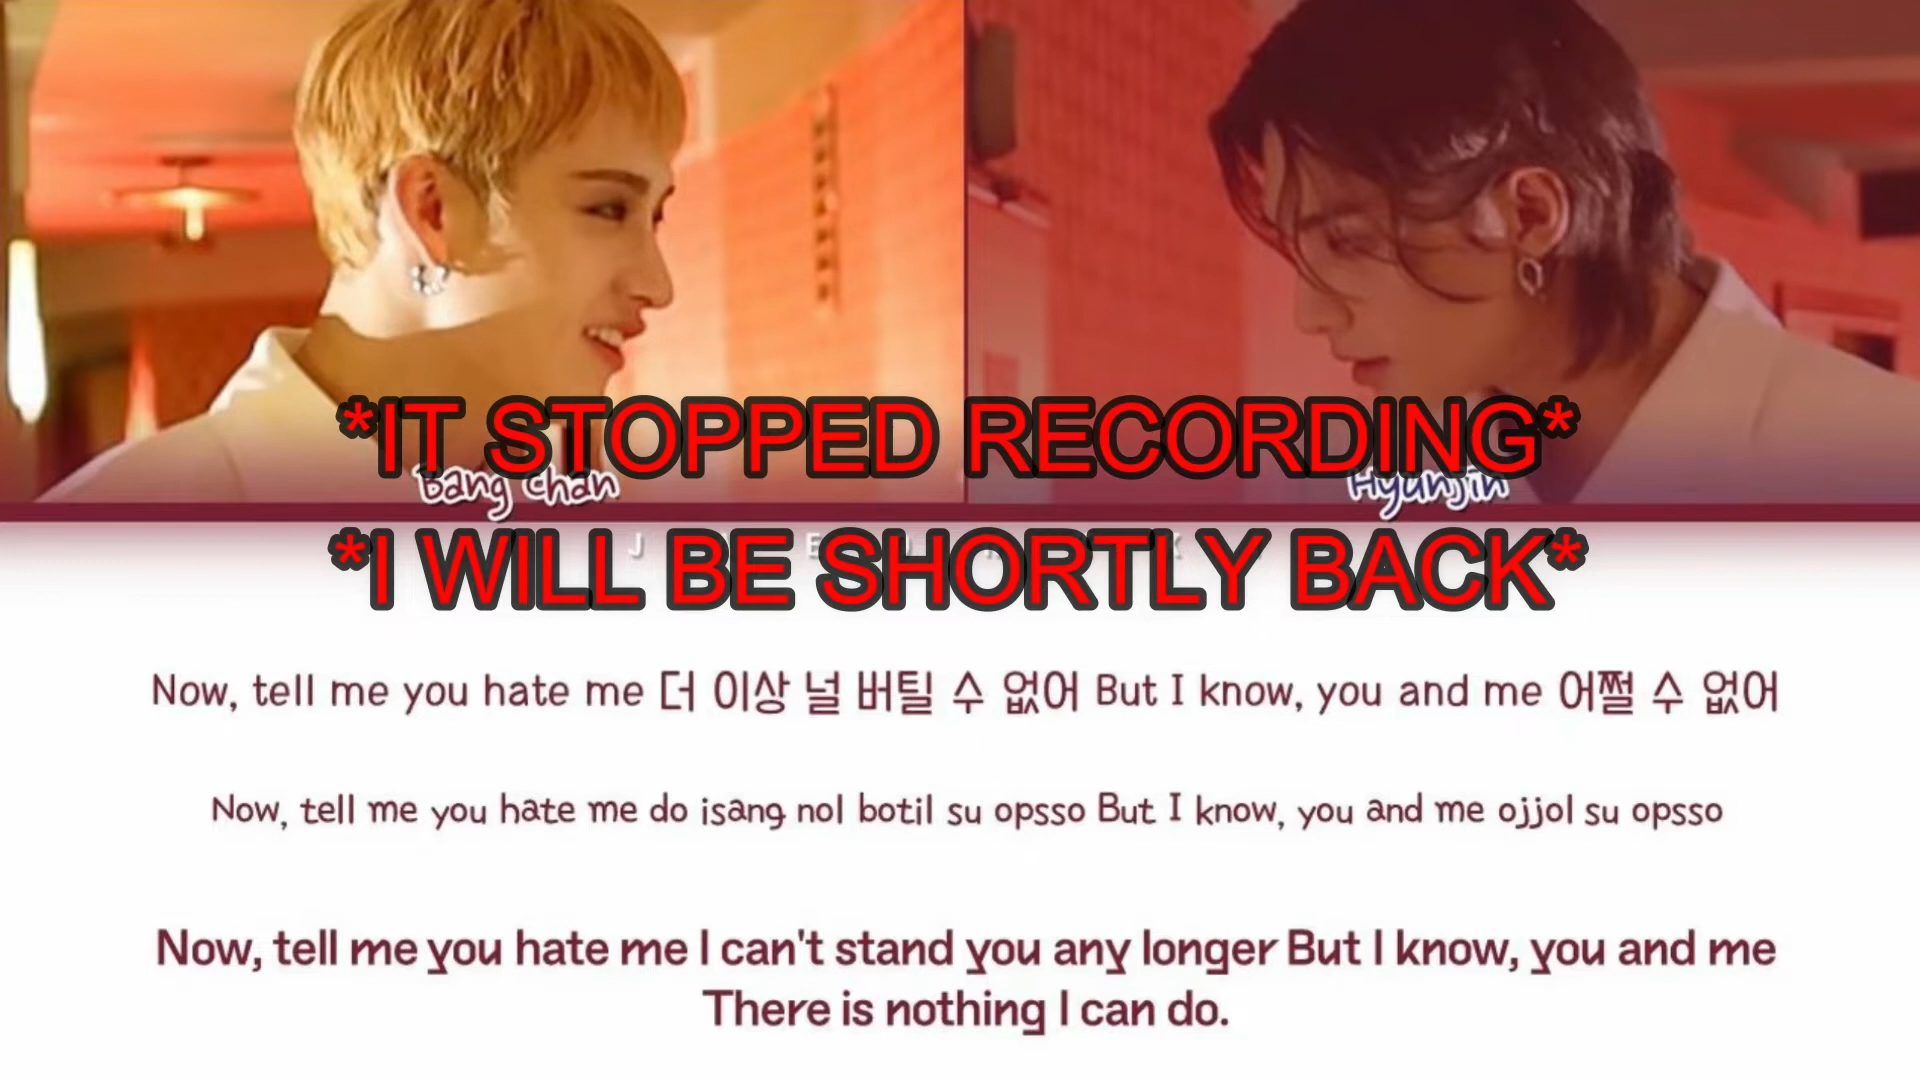 *IT STOPPED RECORDING*
Bang Chan
Hyunjin
*I WILL BE SHORTLY BACK*
Now, tell me you hate me 더 이상 널 버틸 수 없어 But I know, you and me 어쩔 수 없어
Now, tell me you hate me do isang nol botil su opsso But I know, you and me ojjol su opsso
Now, tell me you hate me I can't stand you any longer But I know, you and me
There is nothing I can do.